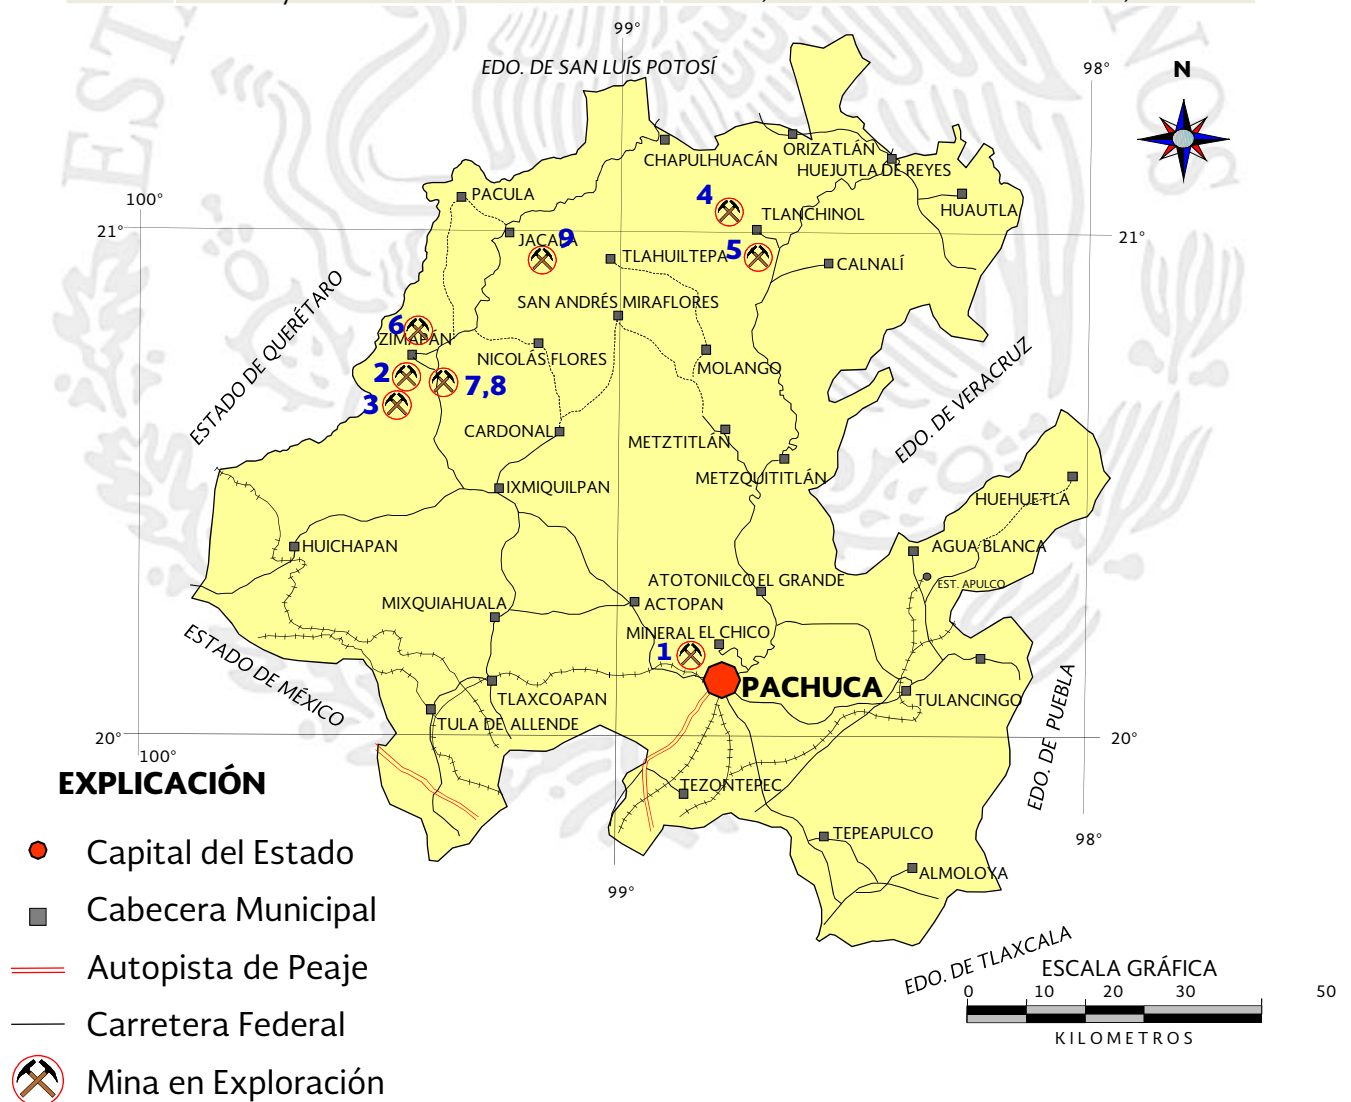 99°
EDO. DE SAN LUÍS POTOSÍ
98°
N
ORIZATLÁN
CHAPULHUACÁN
HUEJUTLA DE REYES
PACULA
4
100°
TLANCHINOL
HUAUTLA
21°
JACALA
9
21°
5
TLAHUILTEPA
CALNALÍ
SAN ANDRÉS MIRAFLORES
ESTADO DE QUERÉTARO
6
ZIMAPÁN
NICOLÁS FLORES
MOLANGO
2
7,8
3
EDO. DE VERACRUZ
CARDONAL
METZTITLÁN
METZQUITITLÁN
IXMIQUILPAN
HUEHUETLA
HUICHAPAN
AGUA BLANCA
ATOTONILCO EL GRANDE
EST. APULCO
MIXQUIAHUALA
ACTOPAN
MINERAL EL CHICO
1
ESTADO DE MÉXICO
PACHUCA
TLAXCOAPAN
TULANCINGO
TULA DE ALLENDE
EDO. DE PUEBLA
20°
20°
100°
EXPLICACIÓN
TEZONTEPEC
Capital del Estado
TEPEAPULCO
98°
ALMOLOYA
99°
Cabecera Municipal
EDO. DE TLAXCALA
Autopista de Peaje
ESCALA GRÁFICA
0 10 20 30 50
Carretera Federal
KILOMETROS
Mina en Exploración